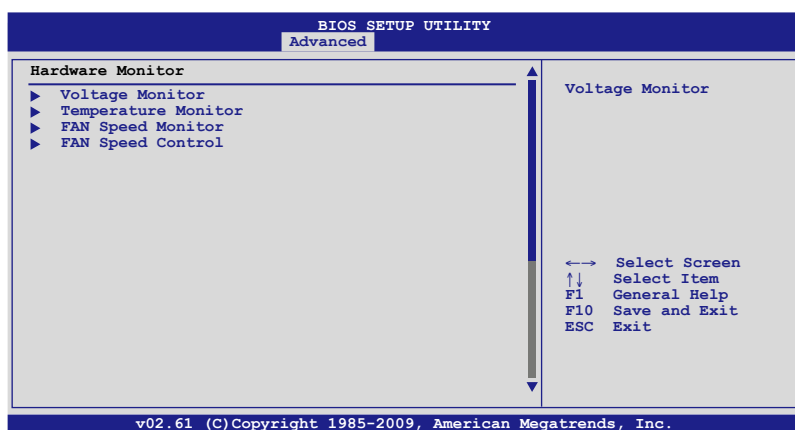 BIOS SETUP UTILITY
Advanced
Hardware Monitor
Voltage Monitor
Temperature Monitor
FAN Speed Monitor
FAN Speed Control
Voltage Monitor
←→ Select Screen
↑↓ Select Item
F1 General Help
F10 Save and Exit
ESC Exit
v02.61 (C)Copyright 1985-2009, American Megatrends, Inc.